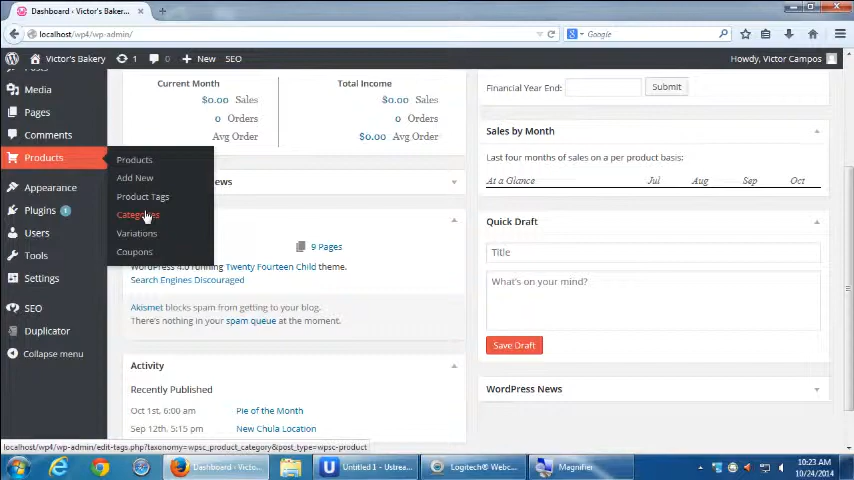 Dashboard ‹ Victor's Bakery...
localhost/wp4/wp-admin/
Google
Victor's Bakery
1
0
New
SEO
Howdy, Victor Campos
Media
Pages
Comments
Products
Appearance
Plugins 1
Users
Tools
Settings
SEO
Duplicator
Collapse menu
Products
Add New
Product Tags
Categories
Variations
Coupons
Current Month
Total Income
$0.00 Sales
$0.00 Sales
0 Orders
0 Orders
Avg Order
$0.00 Avg Order
News
9 Pages
WordPress 4.0 running Twenty Fourteen Child theme.
Search Engines Discouraged
Akismet blocks spam from getting to your blog.
There's nothing in your spam queue at the moment.
Activity
Recently Published
Oct 1st, 6:00 am Pie of the Month
Sep 12th, 5:15 pm New Chula Location
Financial Year End:
Submit
Sales by Month
Last four months of sales on a per product basis:
At a Glance Jul Aug Sep Oct
Quick Draft
Title
What's on your mind?
Save Draft
WordPress News
localhost/wp4/wp-admin/edit-tags.php?taxonomy=wpsc_product_category&post_type=wpsc-product
Dashboard ‹ Victo...
Untitled 1 - Ustrea...
Logitech® Webc...
Magnifier
10:23 AM
10/24/2014